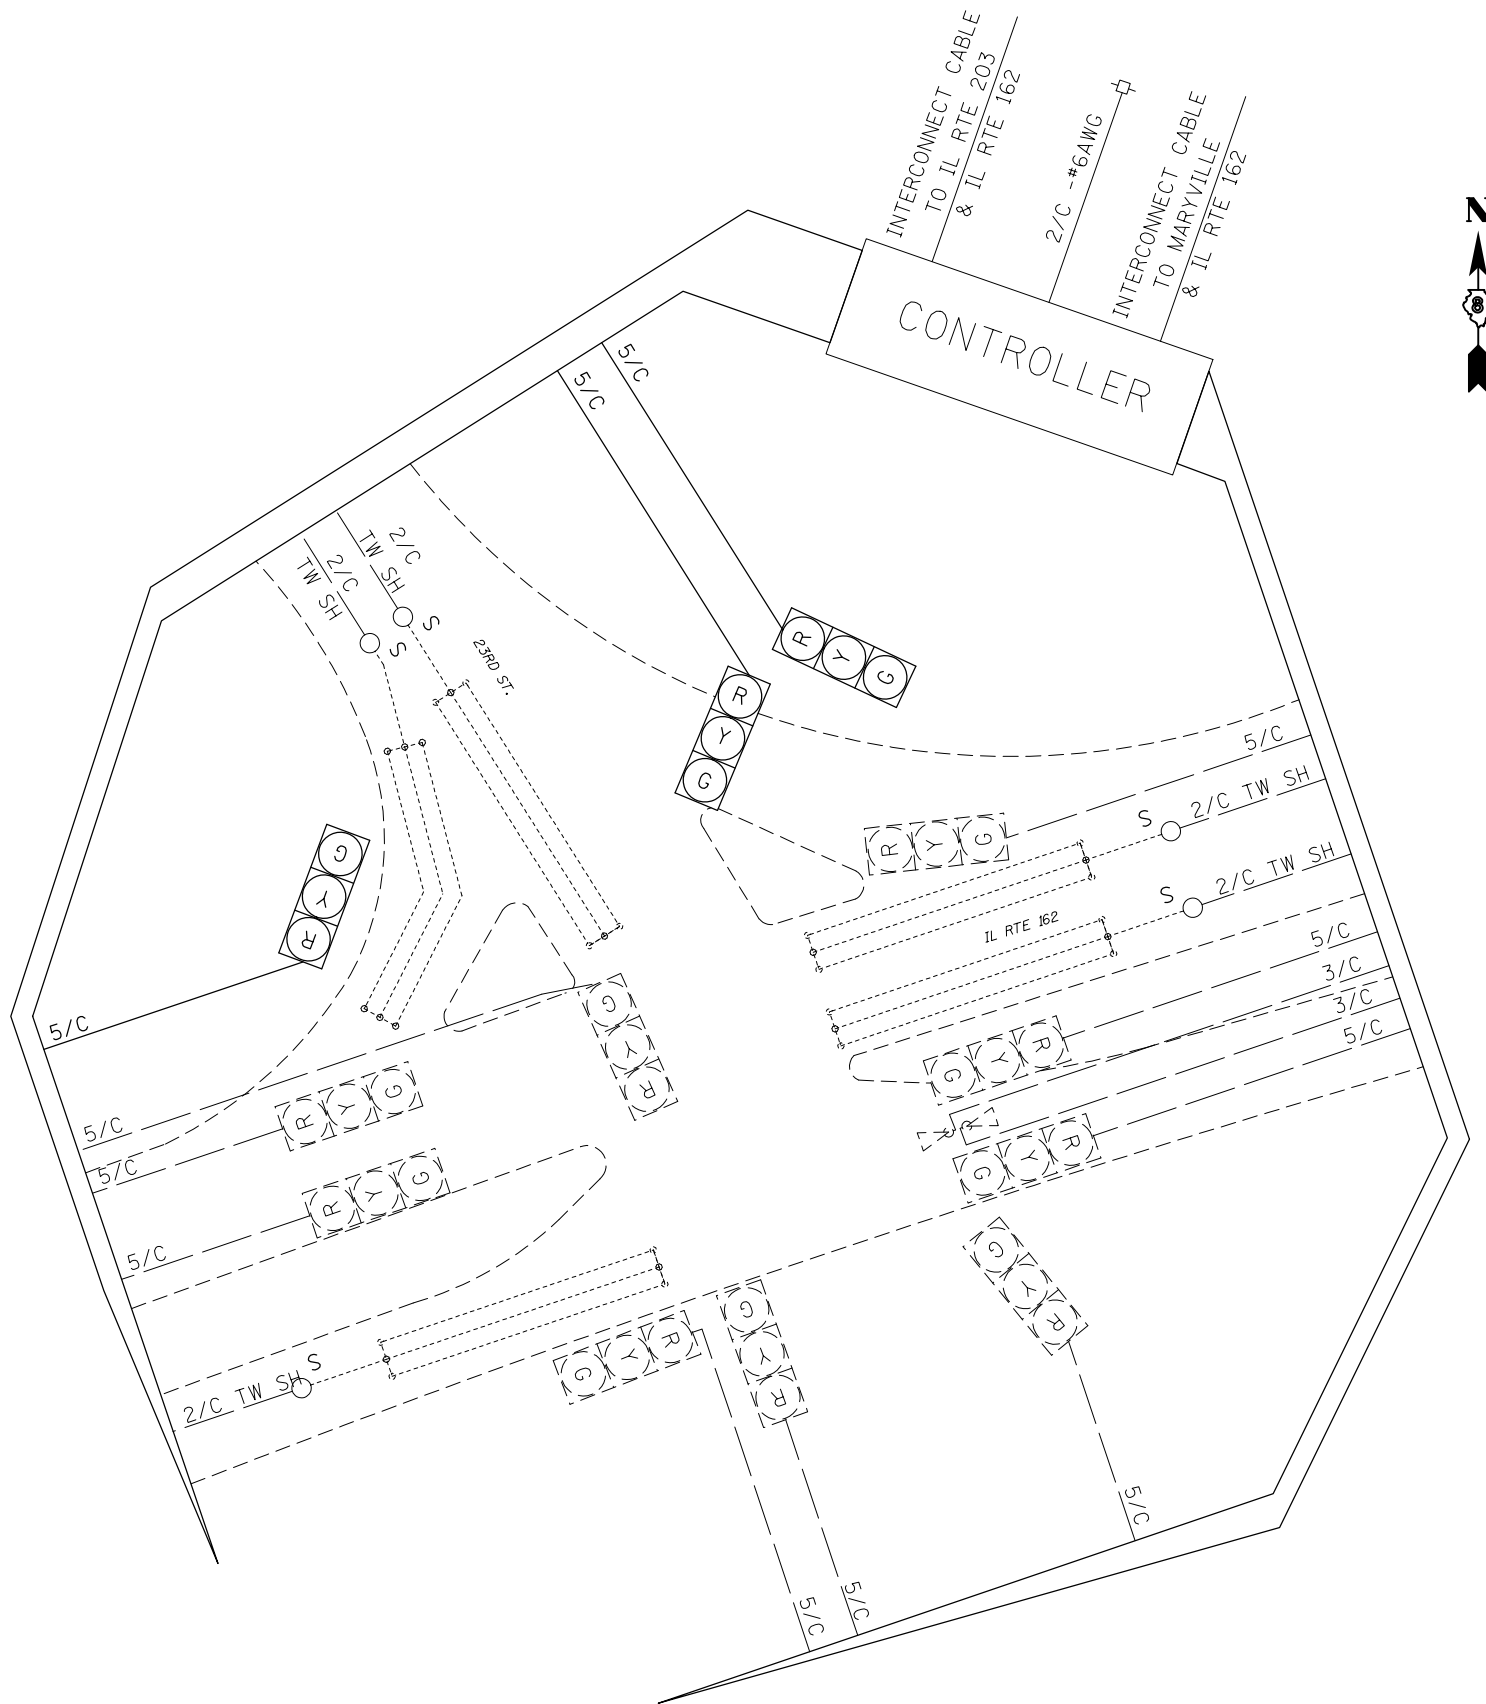 INTERCONNECT CABLE
TO IL RTE 203
& IL RTE 162
2/C -#6AWG
INTERCONNECT CABLE
TO MARYVILLE
& IL RTE 162
N
8
CONTROLLER
5/C
5/C
2/C
TW SH
S
2/C
TW SH
S
23RD ST.
R Y G
R
Y
G
5/C
2/C TW SH
S
R Y G
2/C TW SH
S
IL RTE 162
G
Y
R
5/C
5/C
3/C
3/C
5/C
G
Y
R
G Y R
5/C
R Y G
5/C
R
R
G Y R
R Y G
5/C
G
Y
R
2/C TW SH
S
G Y R
G
Y
R
5/C
5/C
5/C